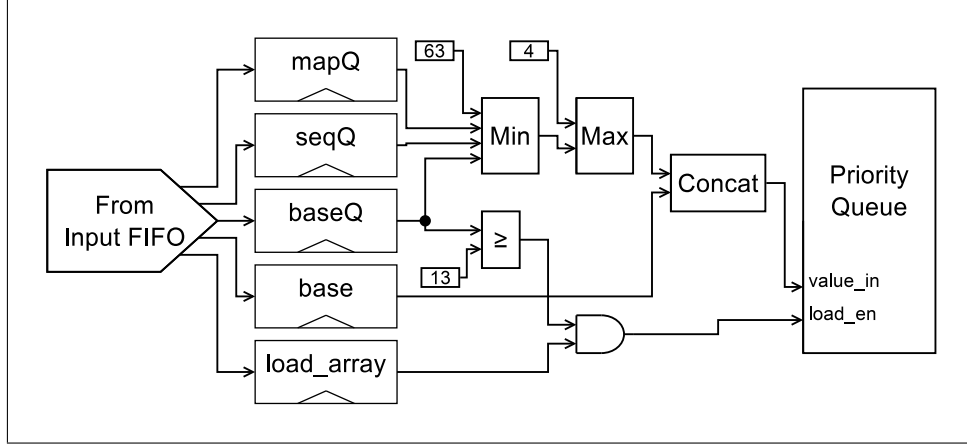 mapQ
63
4
seqQ
Min
Max
From
Input FIFO
baseQ
Concat
Priority
Queue
≥
13
base
value_in
load_en
load_array